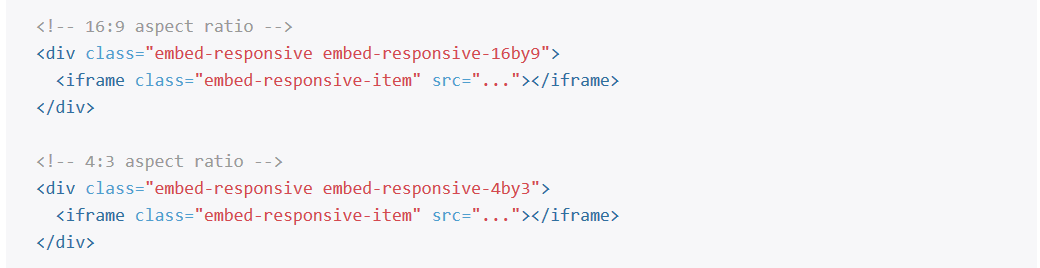 <!-- 16:9 aspect ratio -->
<div class="embed-responsive embed-responsive-16by9">
  <iframe class="embed-responsive-item" src="..."></iframe>
</div>

<!-- 4:3 aspect ratio -->
<div class="embed-responsive embed-responsive-4by3">
  <iframe class="embed-responsive-item" src="..."></iframe>
</div>